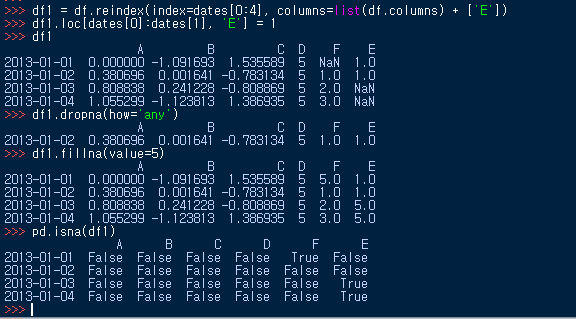 >>> df1 = df.reindex(index=dates[0:4], columns=list(df.columns) + ['E'])
>>> df1.loc[dates[0]:dates[1], 'E'] = 1
>>> df1
A B C D F E
2013-01-01 0.000000 -1.091693 1.535589 5 NaN 1.0
2013-01-02 0.380696 0.001641 -0.783134 5 1.0 1.0
2013-01-03 0.808838 0.241228 -0.808869 5 2.0 NaN
2013-01-04 1.055299 -1.123813 1.386935 5 3.0 NaN
>>> df1.dropna(how='any')
A B C D F E
2013-01-02 0.380696 0.001641 -0.783134 5 1.0 1.0
>>> df1.fillna(value=5)
A B C D F E
2013-01-01 0.000000 -1.091693 1.535589 5 5.0 1.0
2013-01-02 0.380696 0.001641 -0.783134 5 1.0 1.0
2013-01-03 0.808838 0.241228 -0.808869 5 2.0 5.0
2013-01-04 1.055299 -1.123813 1.386935 5 3.0 5.0
>>> pd.isna(df1)
A B C D F E
2013-01-01 False False False False True False
2013-01-02 False False False False False False
2013-01-03 False False False False False True
2013-01-04 False False False False False True
>>>